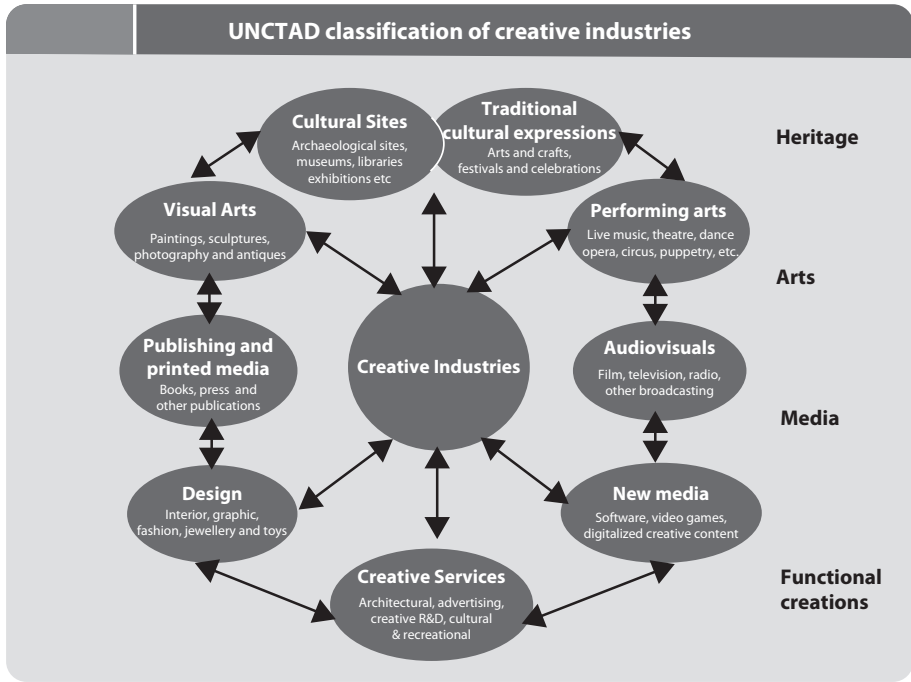 UNCTAD classification of creative industries
Cultural Sites
Archaeological sites,
museums, libraries
exhibitions etc
Traditional
cultural expressions
Arts and crafts,
festivals and celebrations
Heritage
Visual Arts
Paintings, sculptures,
photography and antiques
Performing arts
Live music, theatre, dance
opera, circus, puppetry, etc.
Arts
Publishing and
printed media
Books, press and
other publications
Creative Industries
Audiovisuals
Film, television, radio,
other broadcasting
Media
Design
Interior, graphic,
fashion, jewellery and toys
New media
Software, video games,
digitalized creative content
Creative Services
Architectural, advertising,
creative R&D, cultural
& recreational
Functional
creations